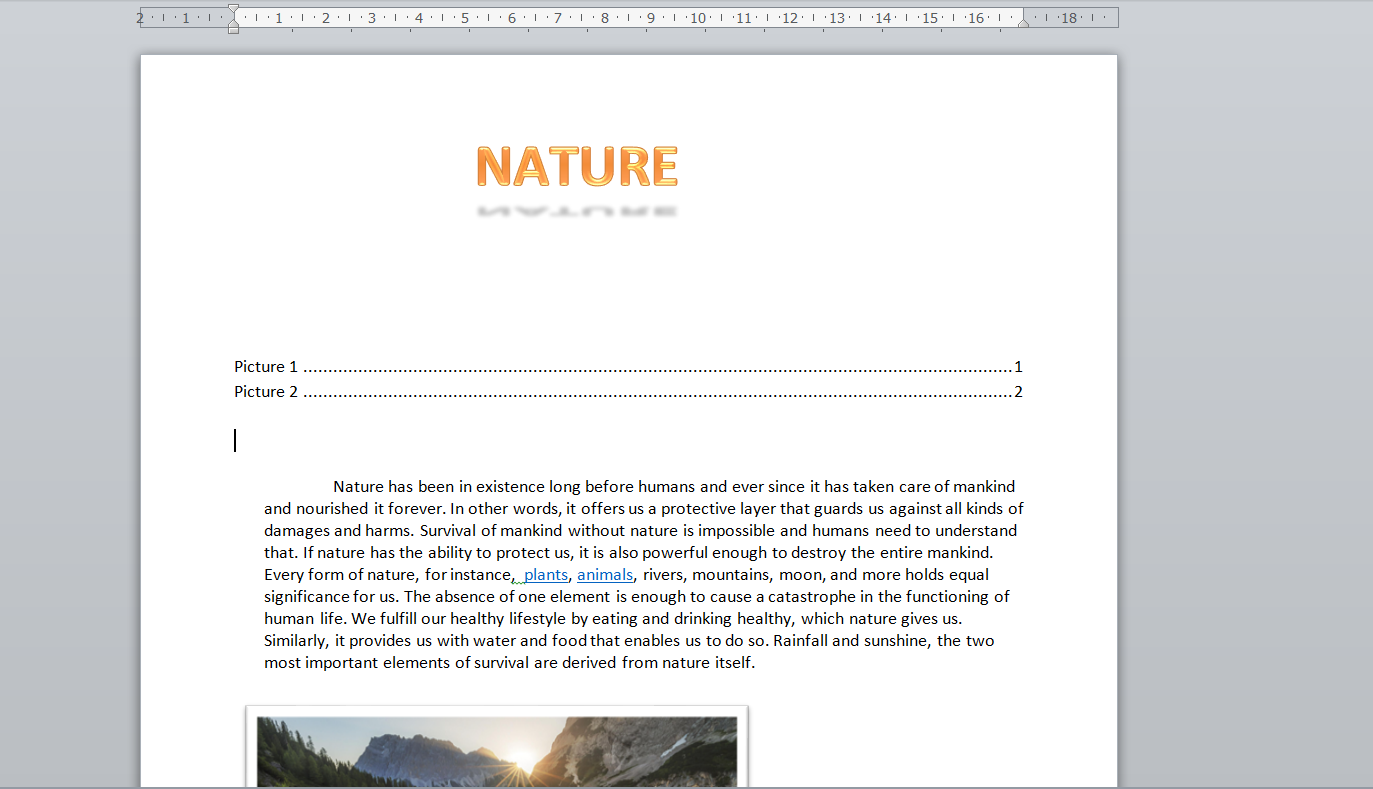 2 1 1 2 3 4 5 6 7 8 9 10 11 12 13 14 15 16 18
NATURE
Picture 1 ........................................................................................................................................1
Picture 2 ........................................................................................................................................2
Nature has been in existence long before humans and ever since it has taken care of mankind
and nourished it forever. In other words, it offers us a protective layer that guards us against all kinds of
damages and harms. Survival of mankind without nature is impossible and humans need to understand
that. If nature has the ability to protect us, it is also powerful enough to destroy the entire mankind.
Every form of nature, for instance, plants, animals, rivers, mountains, moon, and more holds equal
significance for us. The absence of one element is enough to cause a catastrophe in the functioning of
human life. We fulfill our healthy lifestyle by eating and drinking healthy, which nature gives us.
Similarly, it provides us with water and food that enables us to do so. Rainfall and sunshine, the two
most important elements of survival are derived from nature itself.